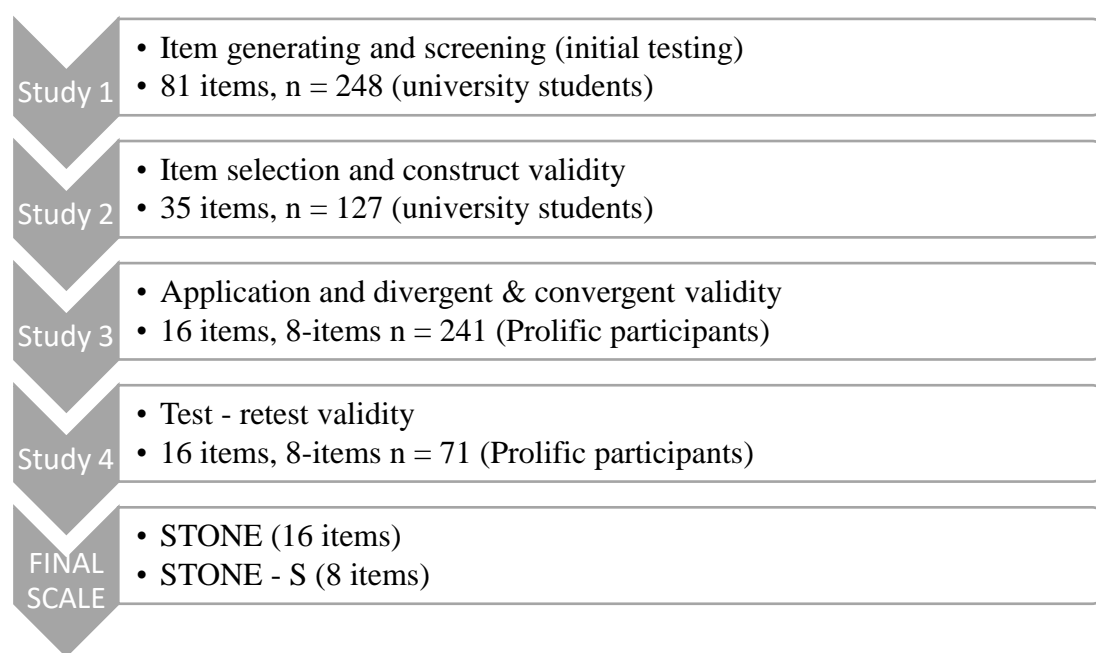 Study 1
• Item generating and screening (initial testing)
• 81 items, n = 248 (university students)
Study 2
• Item selection and construct validity
• 35 items, n = 127 (university students)
Study 3
• Application and divergent & convergent validity
• 16 items, 8-items n = 241 (Prolific participants)
Study 4
• Test - retest validity
• 16 items, 8-items n = 71 (Prolific participants)
FINAL
SCALE
• STONE (16 items)
• STONE - S (8 items)